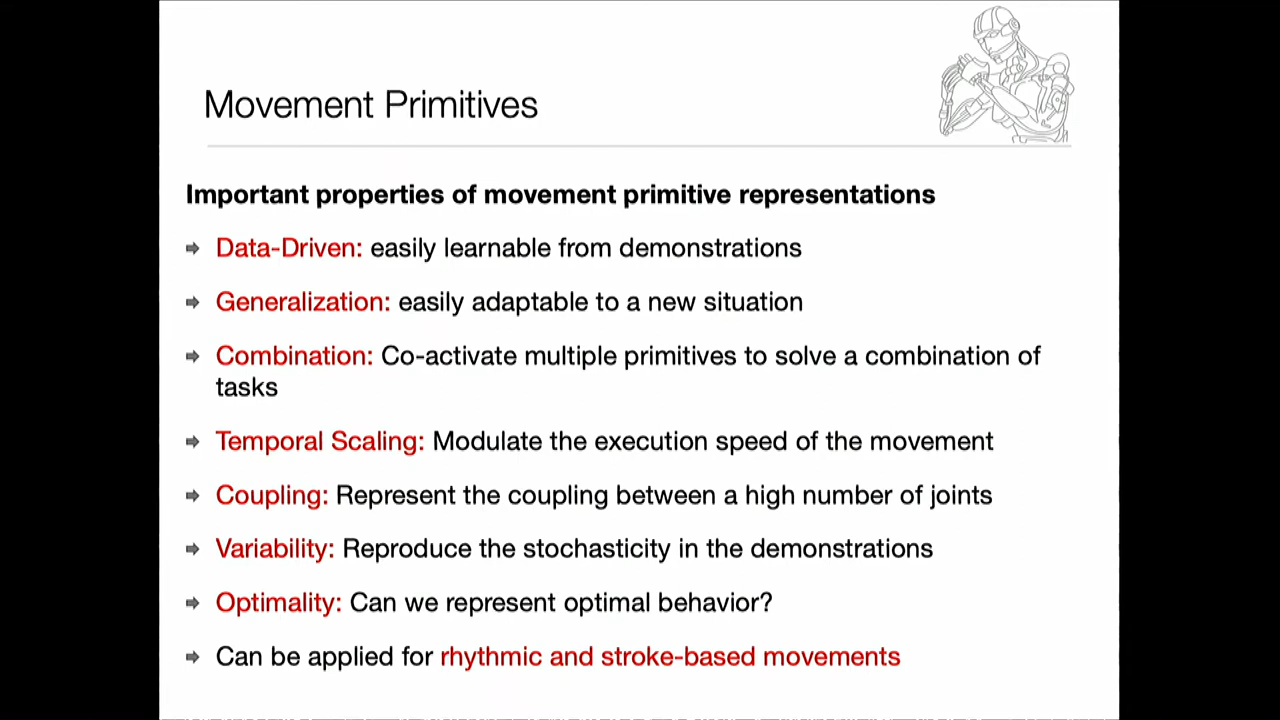 Movement Primitives
Important properties of movement primitive representations
Data-Driven: easily learnable from demonstrations
Generalization: easily adaptable to a new situation
Combination: Co-activate multiple primitives to solve a combination of
tasks
Temporal Scaling: Modulate the execution speed of the movement
Coupling: Represent the coupling between a high number of joints
Variability: Reproduce the stochasticity in the demonstrations
Optimality: Can we represent optimal behavior?
Can be applied for rhythmic and stroke-based movements